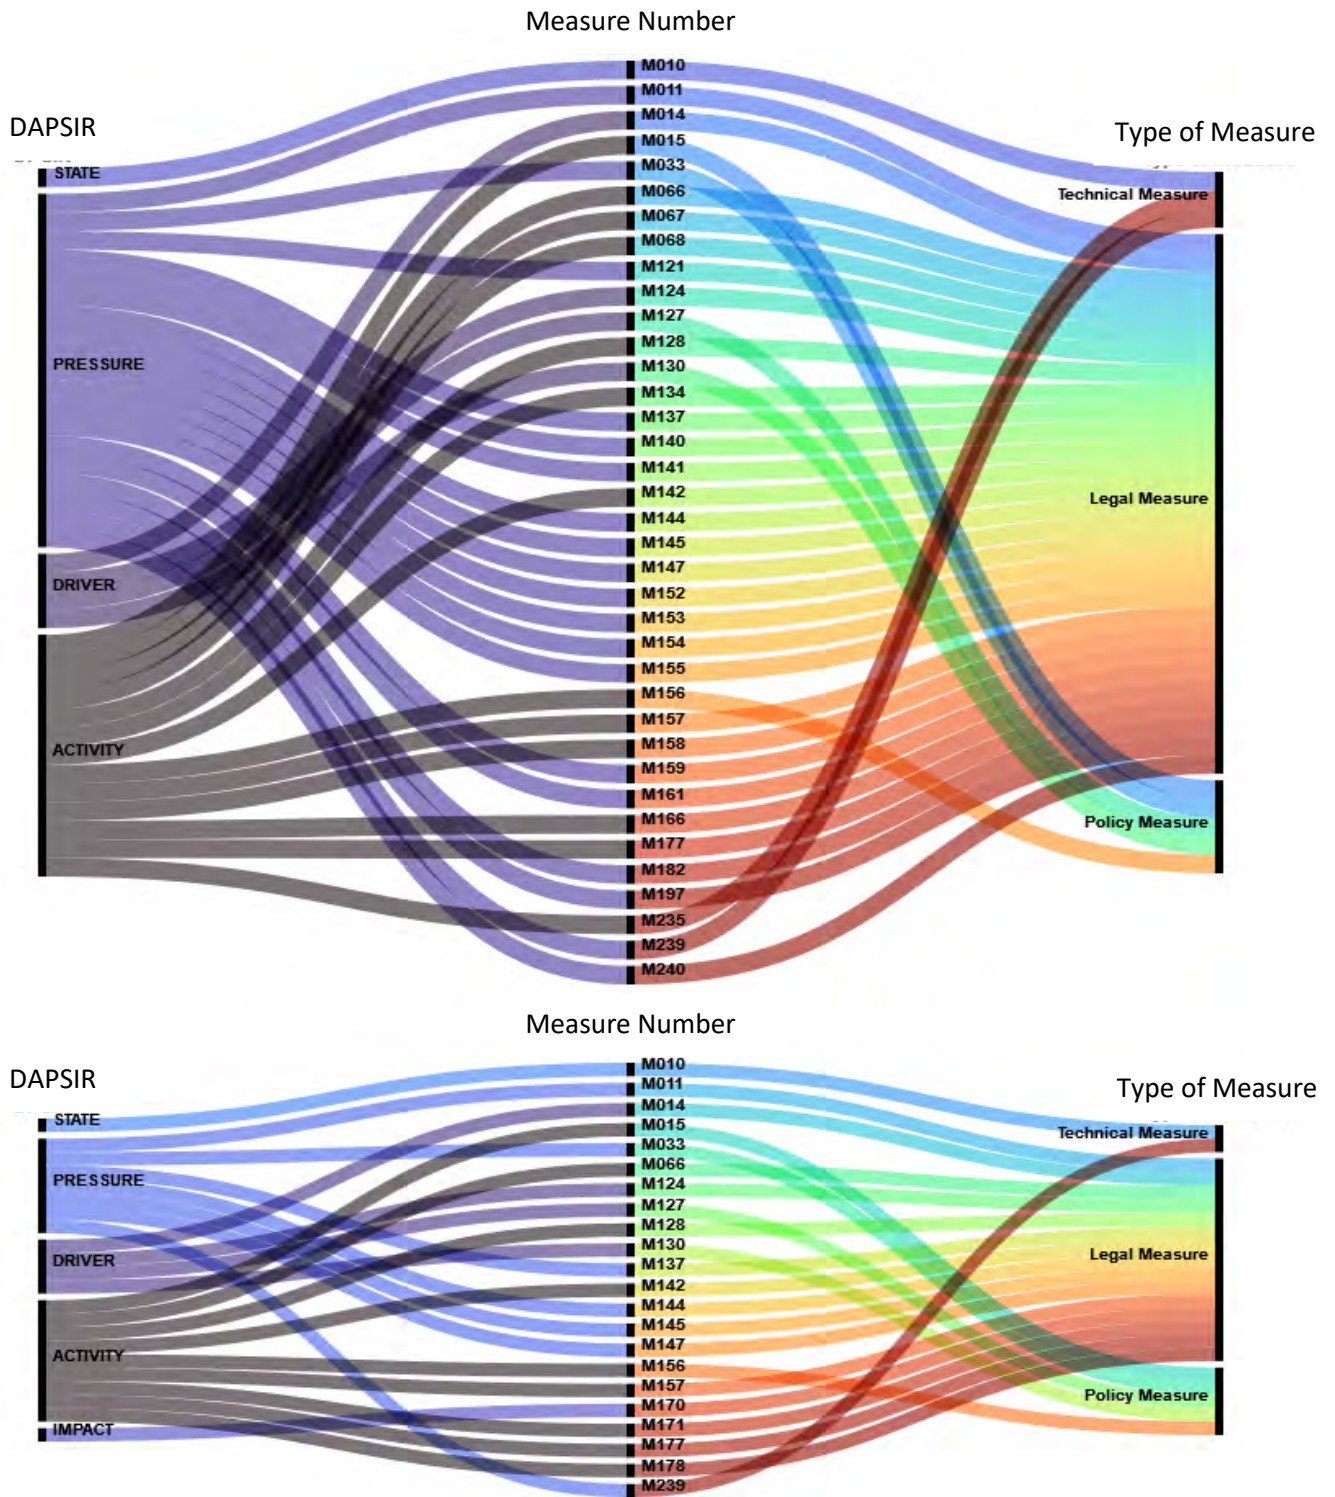 Measure Number
DAPSIR
Type of Measure
STATE
PRESSURE
DRIVER
ACTIVITY
M010
M011
M014
M015
M033
M066
M067
M068
M121
M124
M127
M128
M130
M134
M137
M140
M141
M142
M144
M145
M147
M152
M153
M154
M155
M156
M157
M158
M159
M161
M166
M177
M182
M197
M235
M239
M240
Technical Measure
Legal Measure
Policy Measure
Measure Number
DAPSIR
Type of Measure
STATE
PRESSURE
DRIVER
ACTIVITY
IMPACT
M010
M011
M014
M015
M033
M066
M124
M127
M128
M130
M137
M142
M144
M145
M147
M156
M157
M170
M171
M177
M178
M239
Technical Measure
Legal Measure
Policy Measure